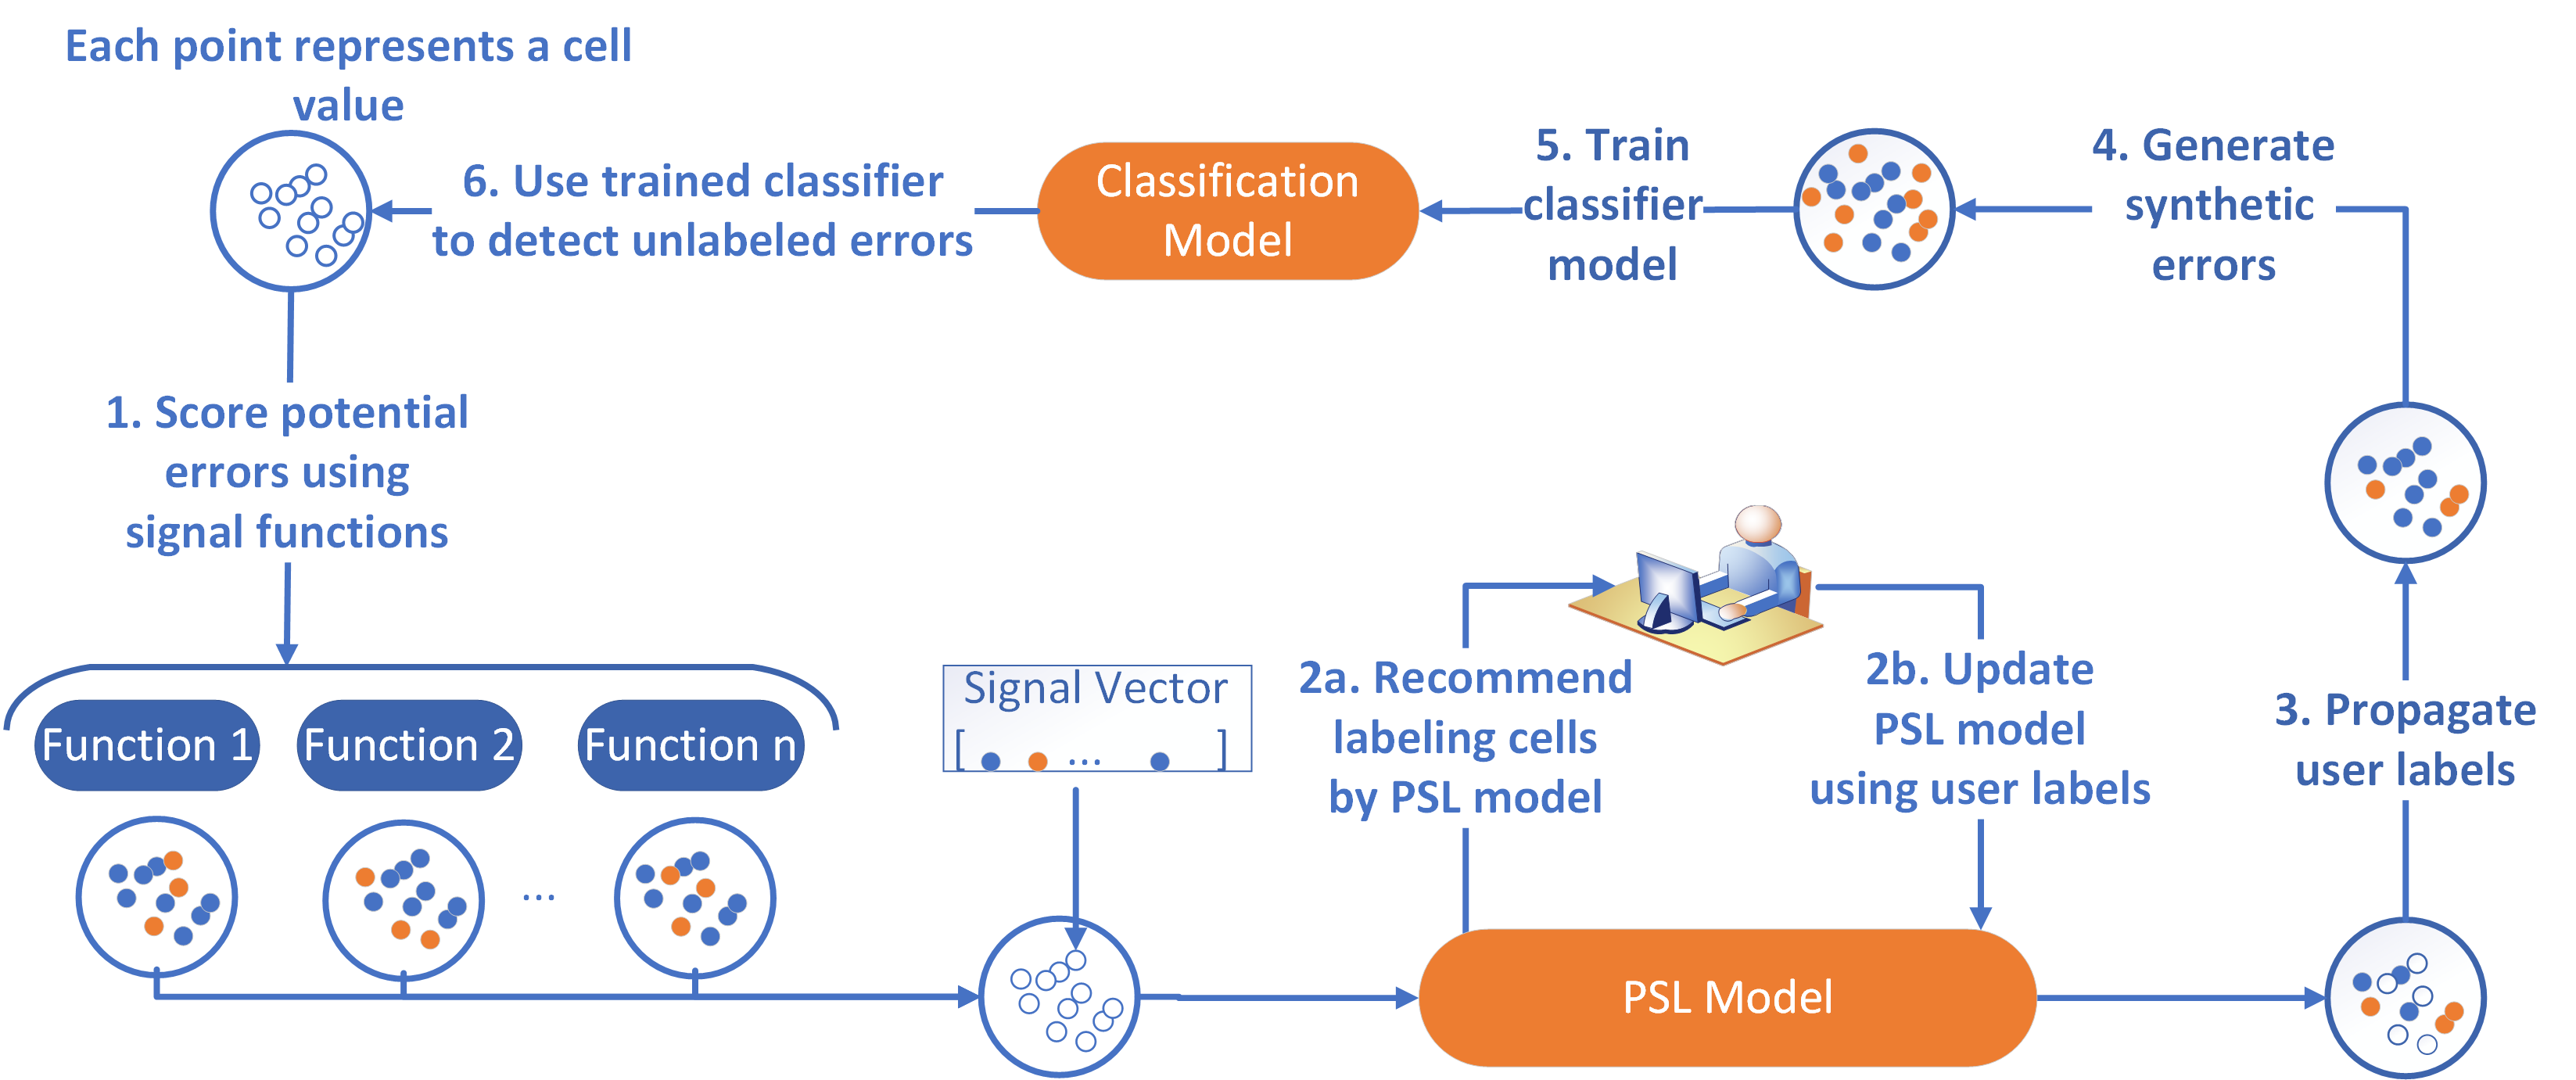 Each point represents a cell
value
6. Use trained classifier
to detect unlabeled errors
Classification
Model
5. Train
classifier
model
4. Generate
synthetic
errors
1. Score potential
errors using
signal functions
Function 1
Function 2
Function n
...
Signal Vector
[ ... ]
2a. Recommend
labeling cells
by PSL model
2b. Update
PSL model
using user labels
3. Propagate
user labels
PSL Model